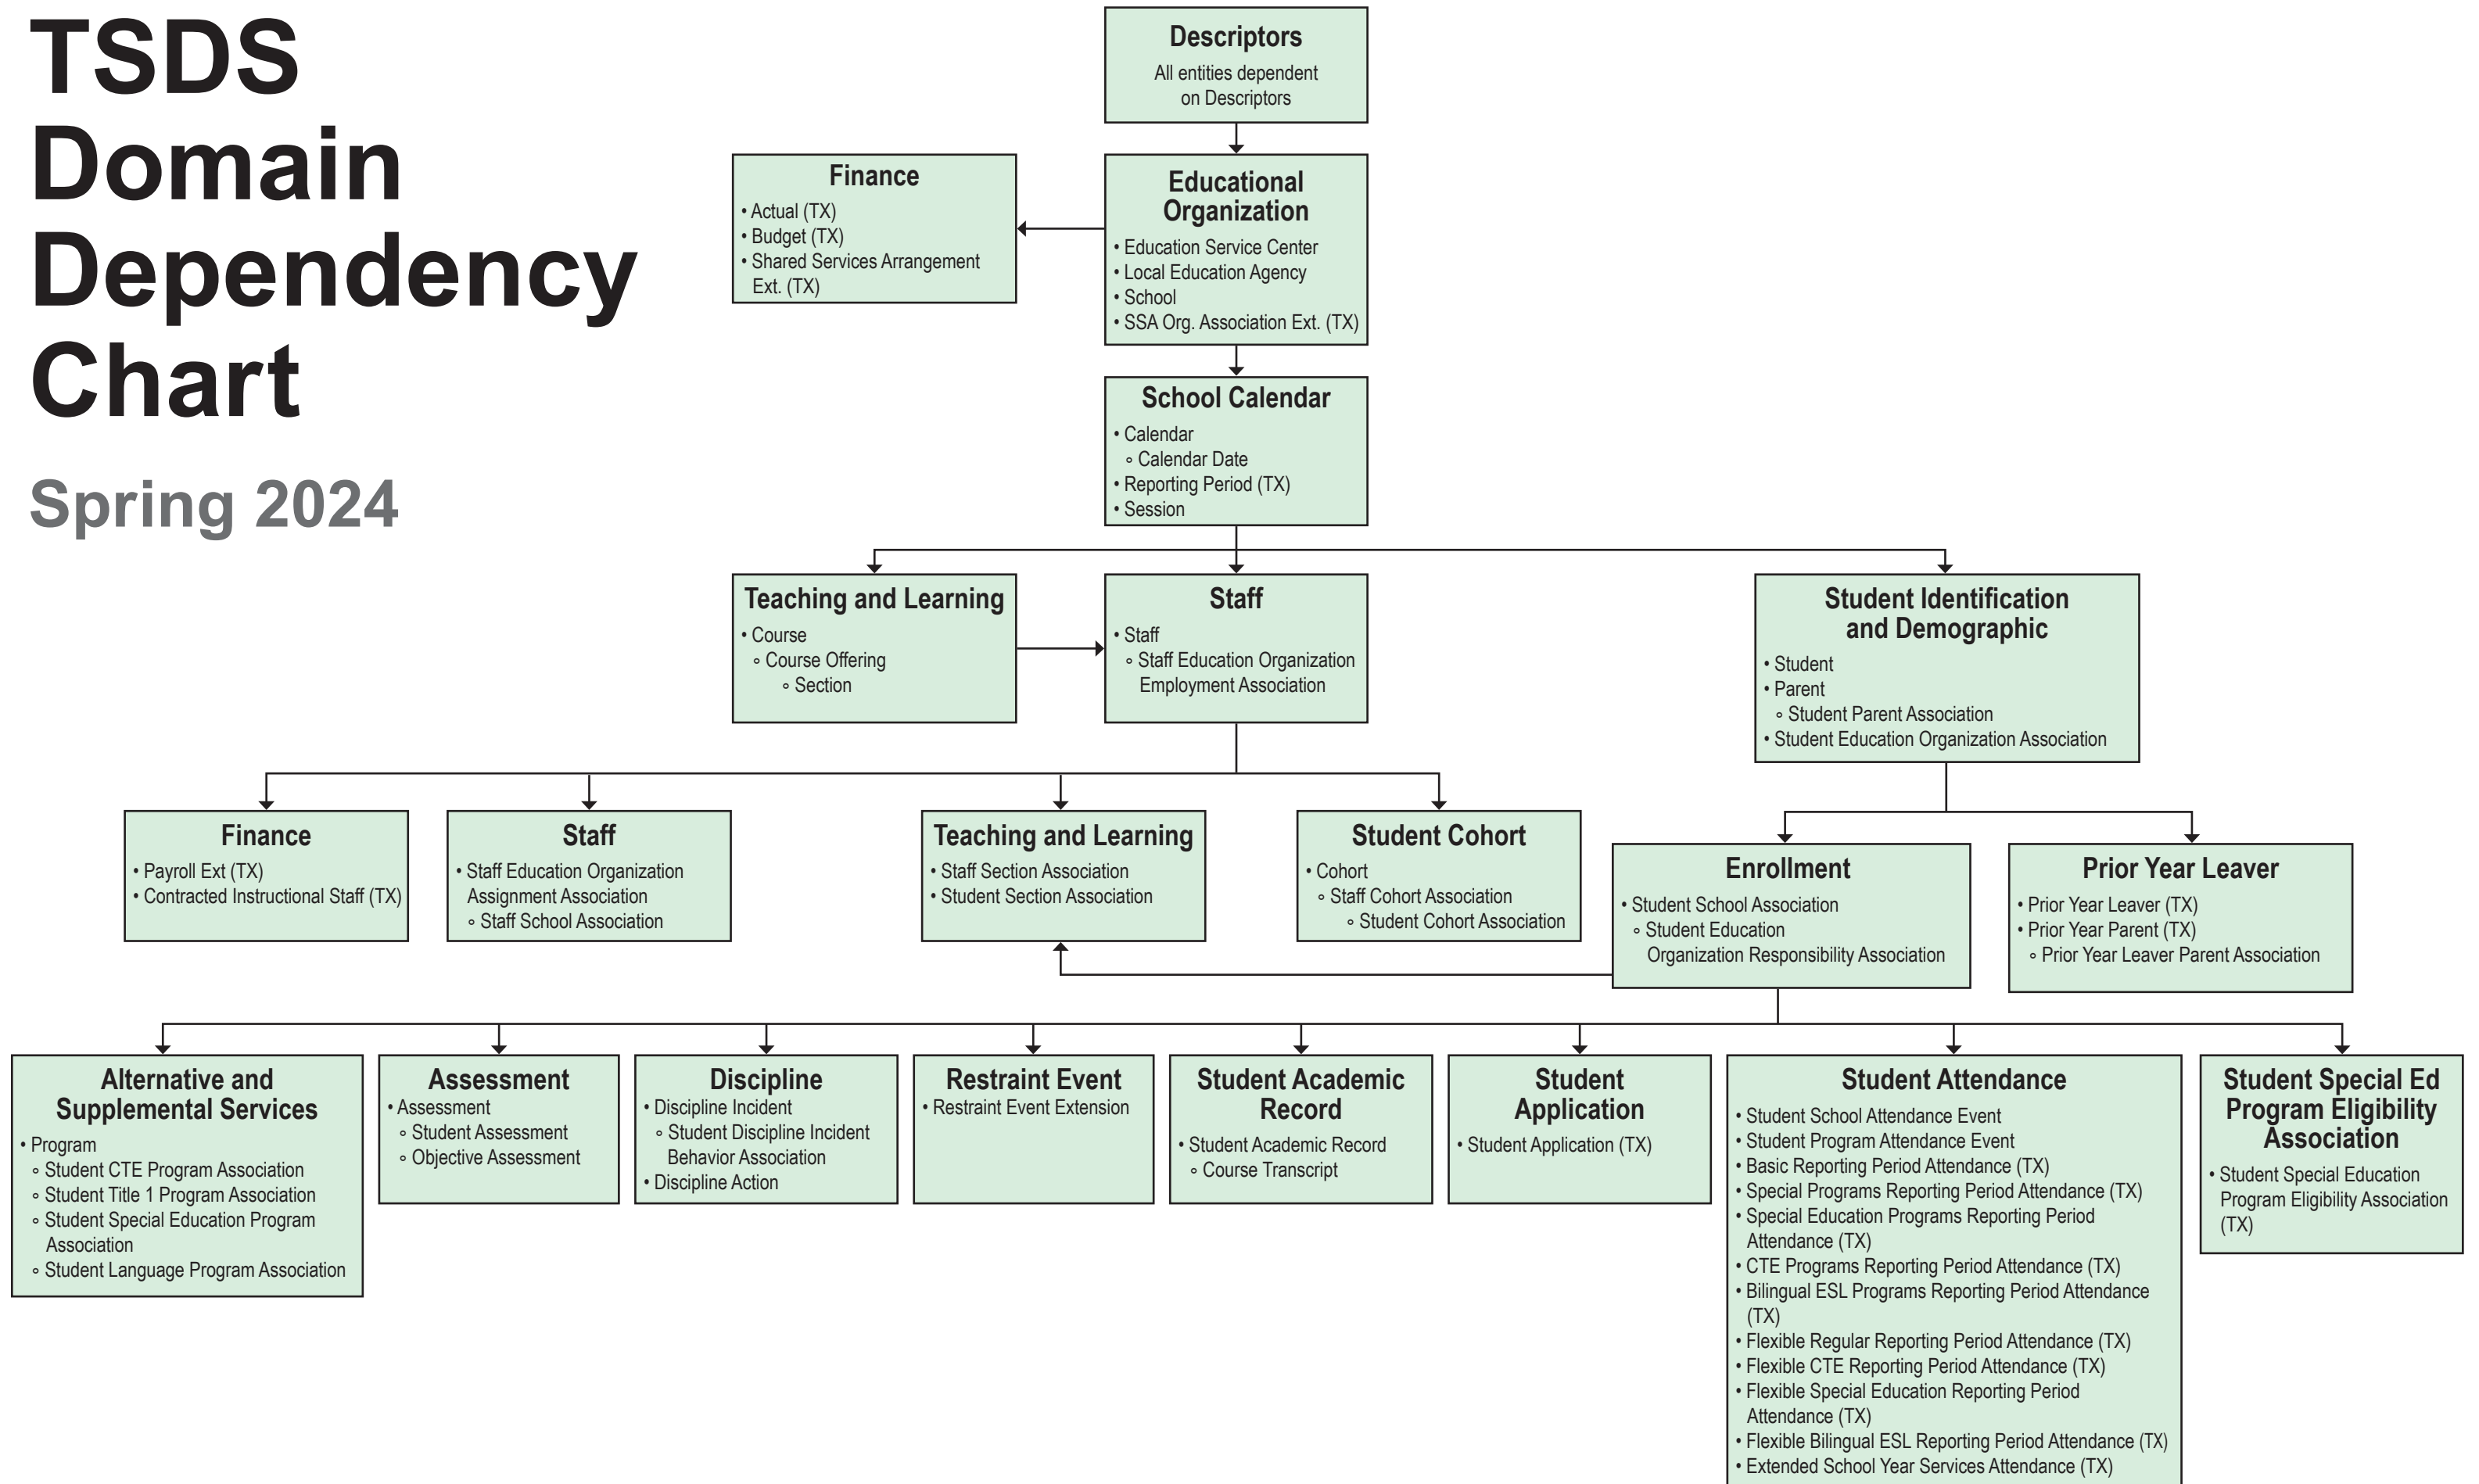 TSDS
Domain
Dependency
Chart
Spring 2024
Descriptors
All entities dependent
on Descriptors
Finance
• Actual (TX)
• Budget (TX)
• Shared Services Arrangement
Ext. (TX)
Educational
Organization
• Education Service Center
• Local Education Agency
• School
• SSA Org. Association Ext. (TX)
School Calendar
• Calendar
◦ Calendar Date
• Reporting Period (TX)
• Session
Teaching and Learning
• Course
◦ Course Offering
◦ Section
Staff
• Staff
◦ Staff Education Organization
Employment Association
Student Identification
and Demographic
• Student
• Parent
◦ Student Parent Association
• Student Education Organization Association
Finance
• Payroll Ext (TX)
• Contracted Instructional Staff (TX)
Staff
• Staff Education Organization
Assignment Association
◦ Staff School Association
Teaching and Learning
• Staff Section Association
• Student Section Association
Student Cohort
• Cohort
◦ Staff Cohort Association
◦ Student Cohort Association
Enrollment
• Student School Association
◦ Student Education
Organization Responsibility Association
Prior Year Leaver
• Prior Year Leaver (TX)
• Prior Year Parent (TX)
◦ Prior Year Leaver Parent Association
Alternative and
Supplemental Services
• Program
◦ Student CTE Program Association
◦ Student Title 1 Program Association
◦ Student Special Education Program
Association
◦ Student Language Program Association
Assessment
• Assessment
◦ Student Assessment
◦ Objective Assessment
Discipline
• Discipline Incident
◦ Student Discipline Incident
Behavior Association
• Discipline Action
Restraint Event
• Restraint Event Extension
Student Academic
Record
• Student Academic Record
◦ Course Transcript
Student
Application
• Student Application (TX)
Student Attendance
• Student School Attendance Event
• Student Program Attendance Event
• Basic Reporting Period Attendance (TX)
• Special Programs Reporting Period Attendance (TX)
• Special Education Programs Reporting Period
Attendance (TX)
• CTE Programs Reporting Period Attendance (TX)
• Bilingual ESL Programs Reporting Period Attendance
(TX)
• Flexible Regular Reporting Period Attendance (TX)
• Flexible CTE Reporting Period Attendance (TX)
• Flexible Special Education Reporting Period
Attendance (TX)
• Flexible Bilingual ESL Reporting Period Attendance (TX)
• Extended School Year Services Attendance (TX)
Student Special Ed
Program Eligibility
Association
• Student Special Education
Program Eligibility Association
(TX)